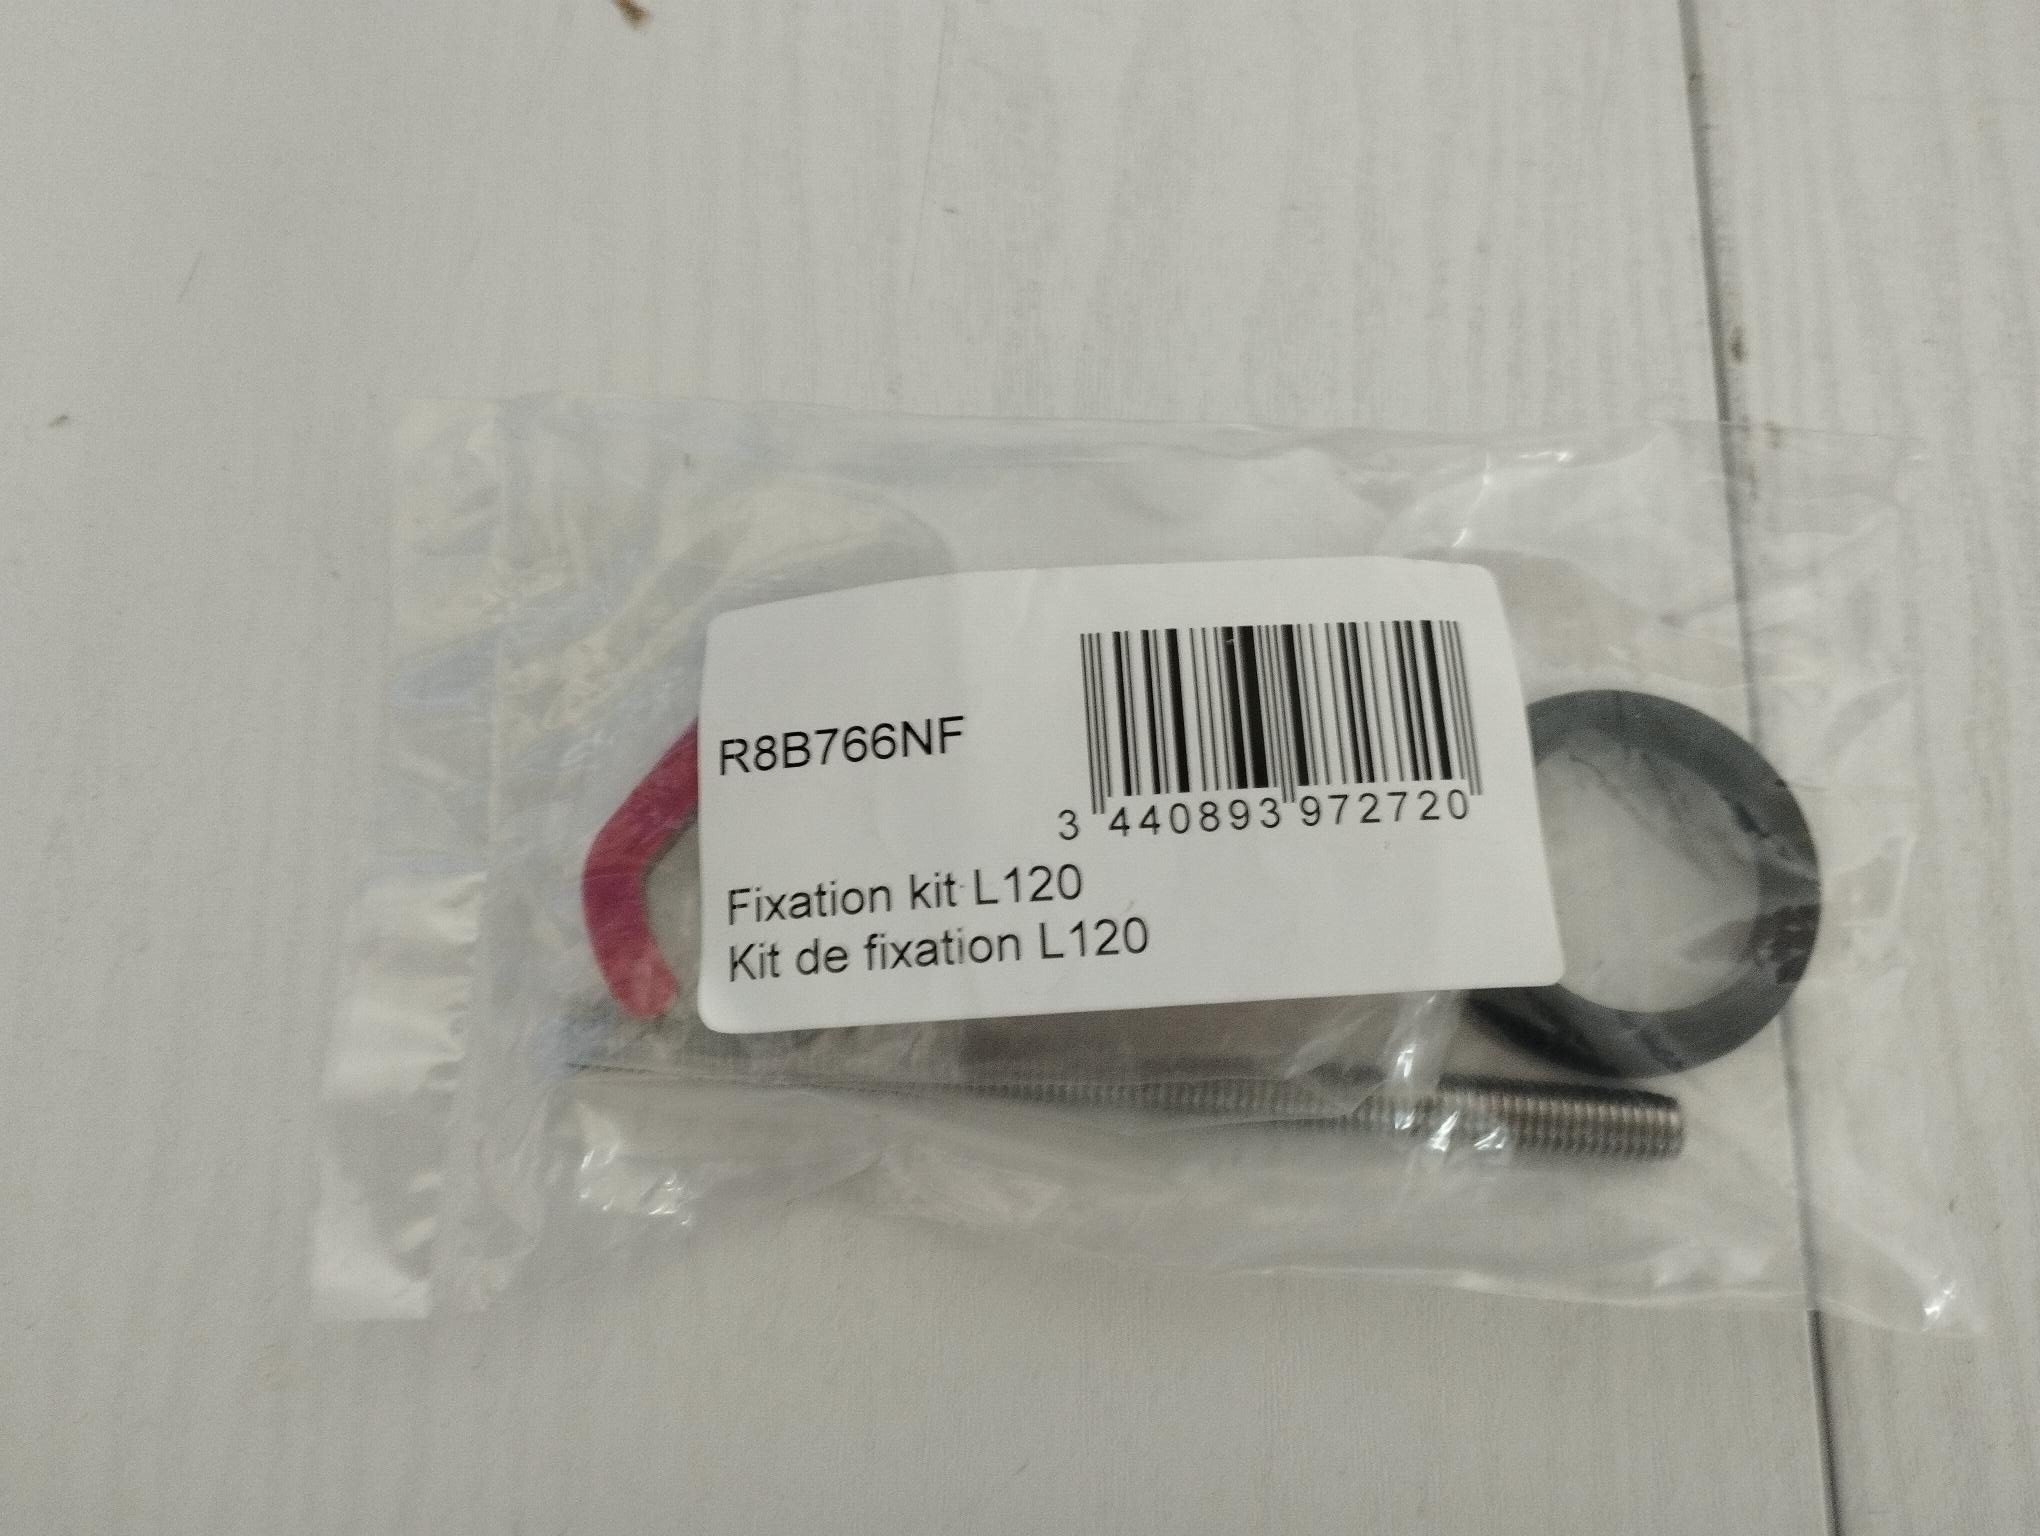 R8B766NF
3 440893 972720
Fixation kit L120
Kit de fixation L120